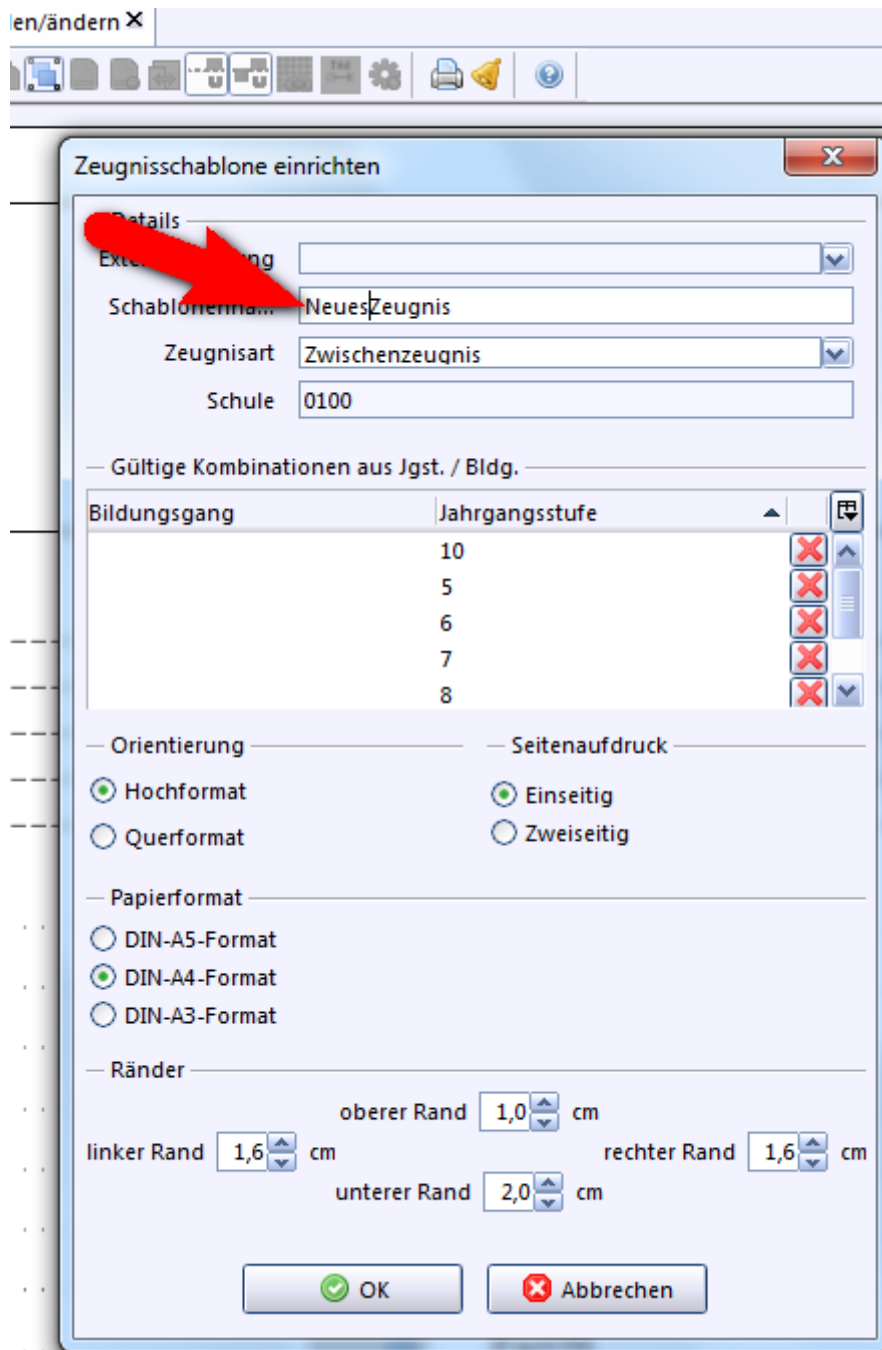 en/ändern
Zeugnisschablone einrichten
Details
Schablonenna...
NeuesZeugnis
Zeugnisart
Zwischenzeugnis
Schule
0100
Gültige Kombinationen aus Jgst. / Bldg.
Bildungsgang Jahrgangsstufe
10
5
6
7
8
Orientierung Seitenaufdruck
Hochformat Einseitig
Querformat Zweiseitig
Papierformat
DIN-A5-Format
DIN-A4-Format
DIN-A3-Format
Ränder
oberer Rand 1,0 cm
linker Rand 1,6 cm rechter Rand 1,6 cm
unterer Rand 2,0 cm
OK Abbrechen